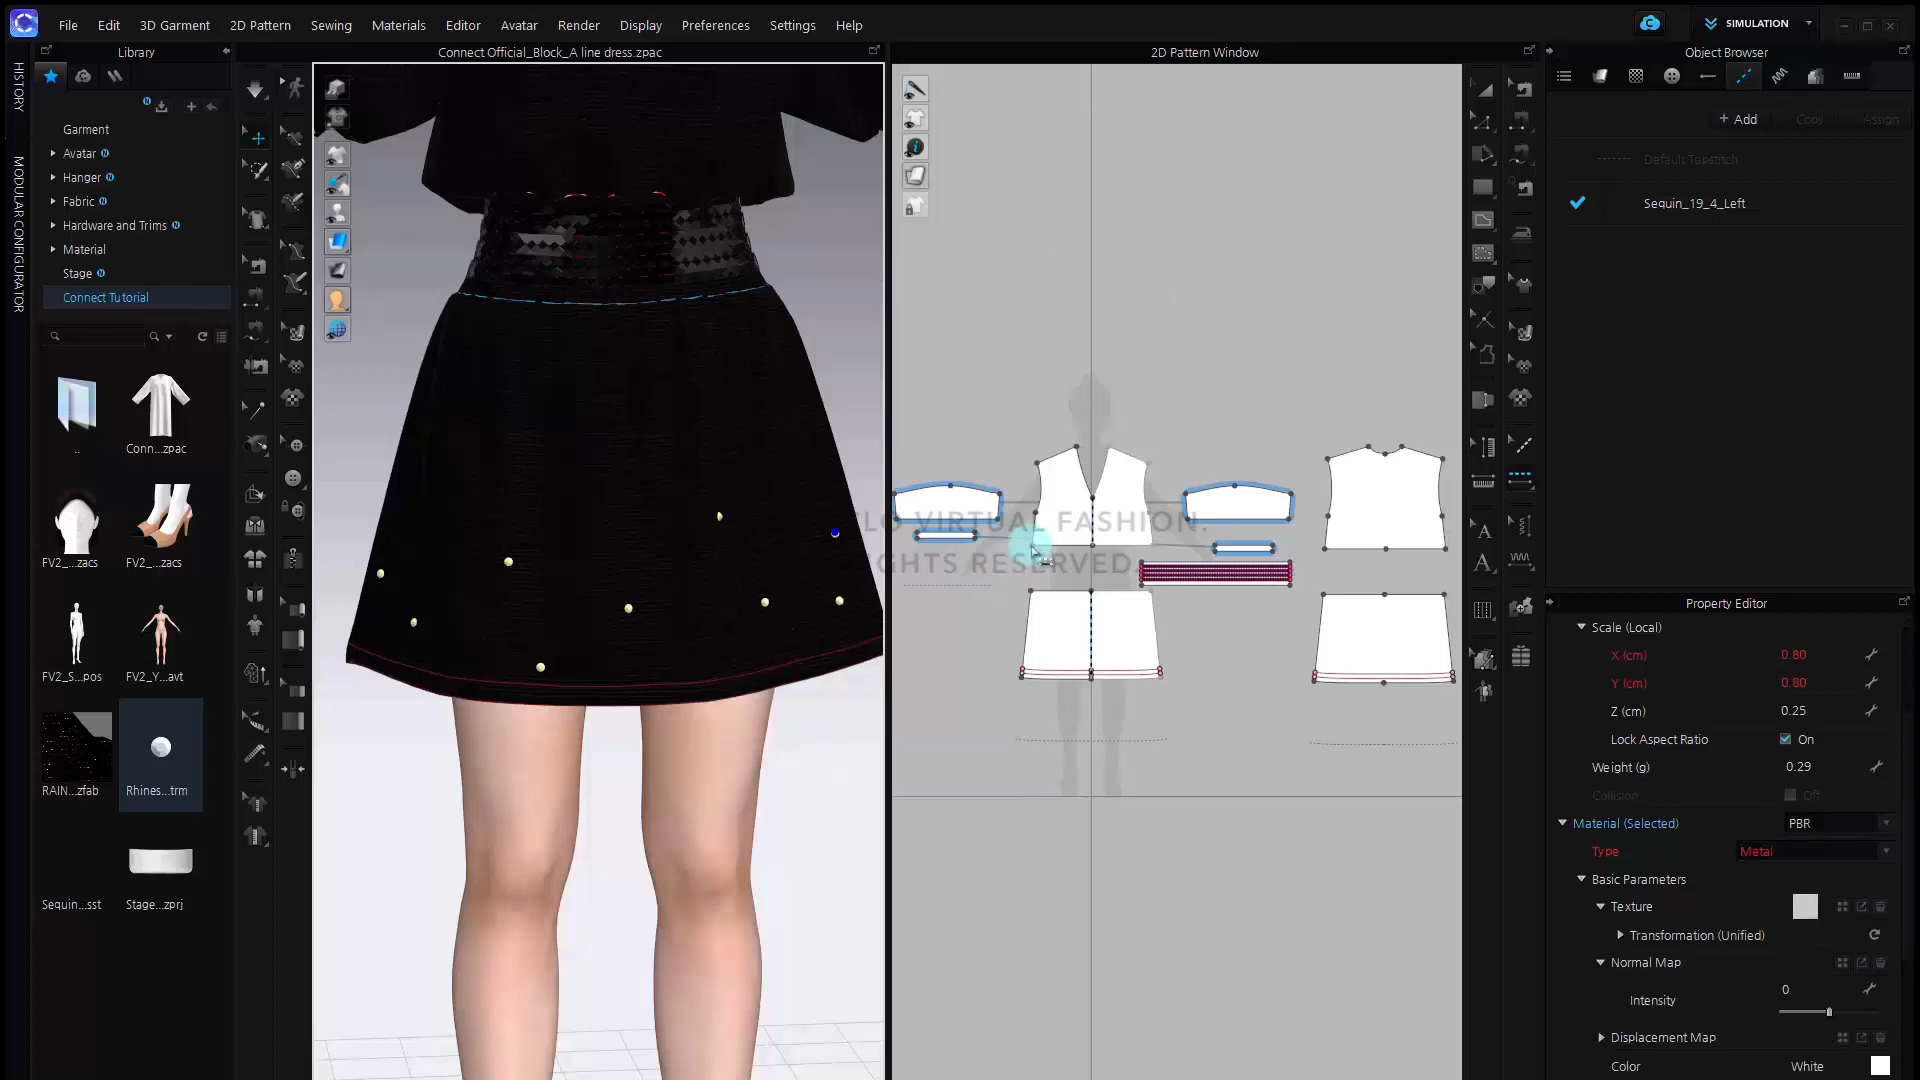 File Edit 3D Garment 2D Pattern Sewing Materials Editor Avatar Render Display Preferences Settings Help
SIMULATION
HISTORY
MODULAR CONFIGURATOR
Library
Connect Official_Block_A line dress.zpac
2D Pattern Window
Object Browser
Garment
Avatar
Hanger
Fabric
Hardware and Trims
Material
Stage
Connect Tutorial
..
Conn...zpac
FV2_...zacs
FV2_...zacs
FV2_S...pos
FV2_Y...avt
RAIN...zfab
Rhines...trm
Sequin...sst
Stage...zprj
LO VIRTUAL FASHION.
GHTS RESERVED.
+ Add Copy Assign
Default Topstitch
Sequin_19_4_Left
Property Editor
Scale (Local)
X (cm) 0.80
Y (cm) 0.80
Z (cm) 0.25
Lock Aspect Ratio On
Weight (g) 0.29
Collision Off
Material (Selected) PBR
Type Metal
Basic Parameters
Texture
Transformation (Unified)
Normal Map
Intensity 0
Displacement Map
Color White